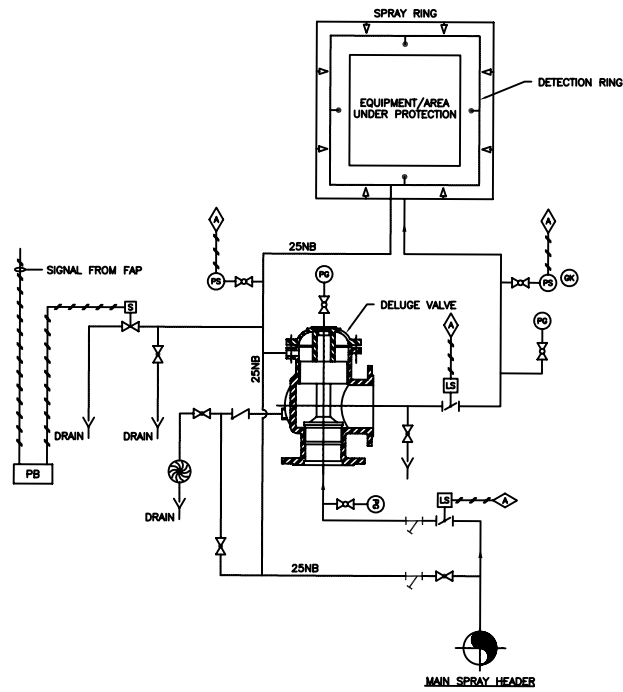 SPRAY RING
DETECTION RING
EQUIPMENT/AREA
UNDER PROTECTION
A
A
25NB
SIGNAL FROM FAP
PS
PG
PS
GK
S
DELUGE VALVE
A
PG
25NB
LS
DRAIN
DRAIN
PB
DRAIN
PG
LS
A
25NB
MAIN SPRAY HEADER